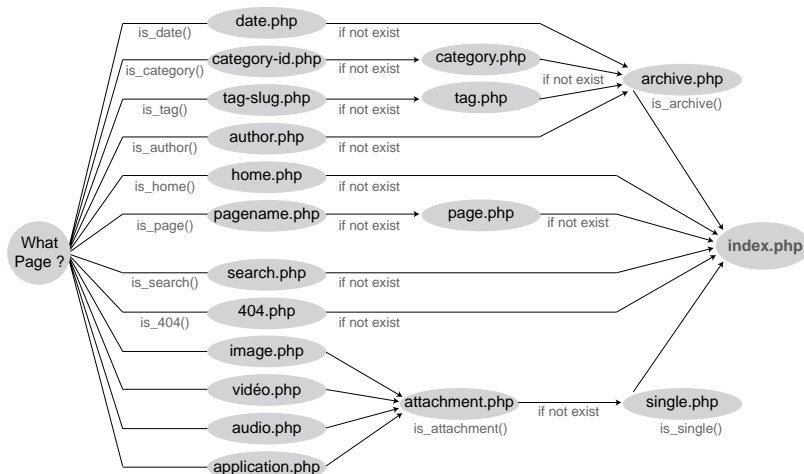 date.php
is_date()
if not exist
category-id.php
is_category()
if not exist
category.php
if not exist
archive.php
is_archive()
tag-slug.php
is_tag()
if not exist
tag.php
author.php
is_author()
if not exist
home.php
is_home()
if not exist
pagename.php
is_page()
if not exist
page.php
if not exist
What
Page ?
index.php
search.php
is_search()
if not exist
404.php
is_404()
if not exist
image.php
vidéo.php
attachment.php
is_attachment()
if not exist
single.php
is_single()
audio.php
application.php